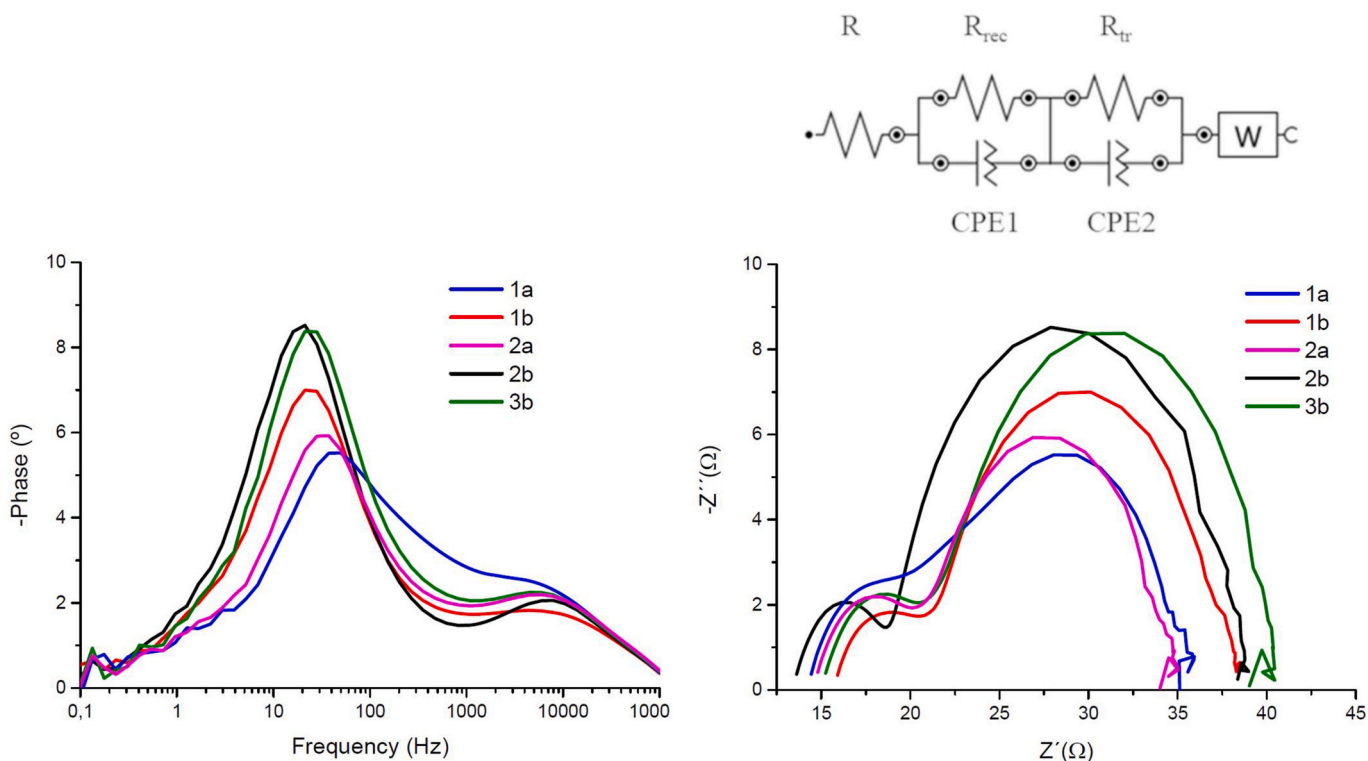 R R_rec R_tr
W
CPE1 CPE2
10
8
6
4
2
0
-Phase (º)
1a
1b
2a
2b
3b
0,1 1 10 100 1000 10000 1000
Frequency (Hz)
10
8
6
4
2
0
-Z´´(Ω)
1a
1b
2a
2b
3b
15 20 25 30 35 40 45
Z´(Ω)